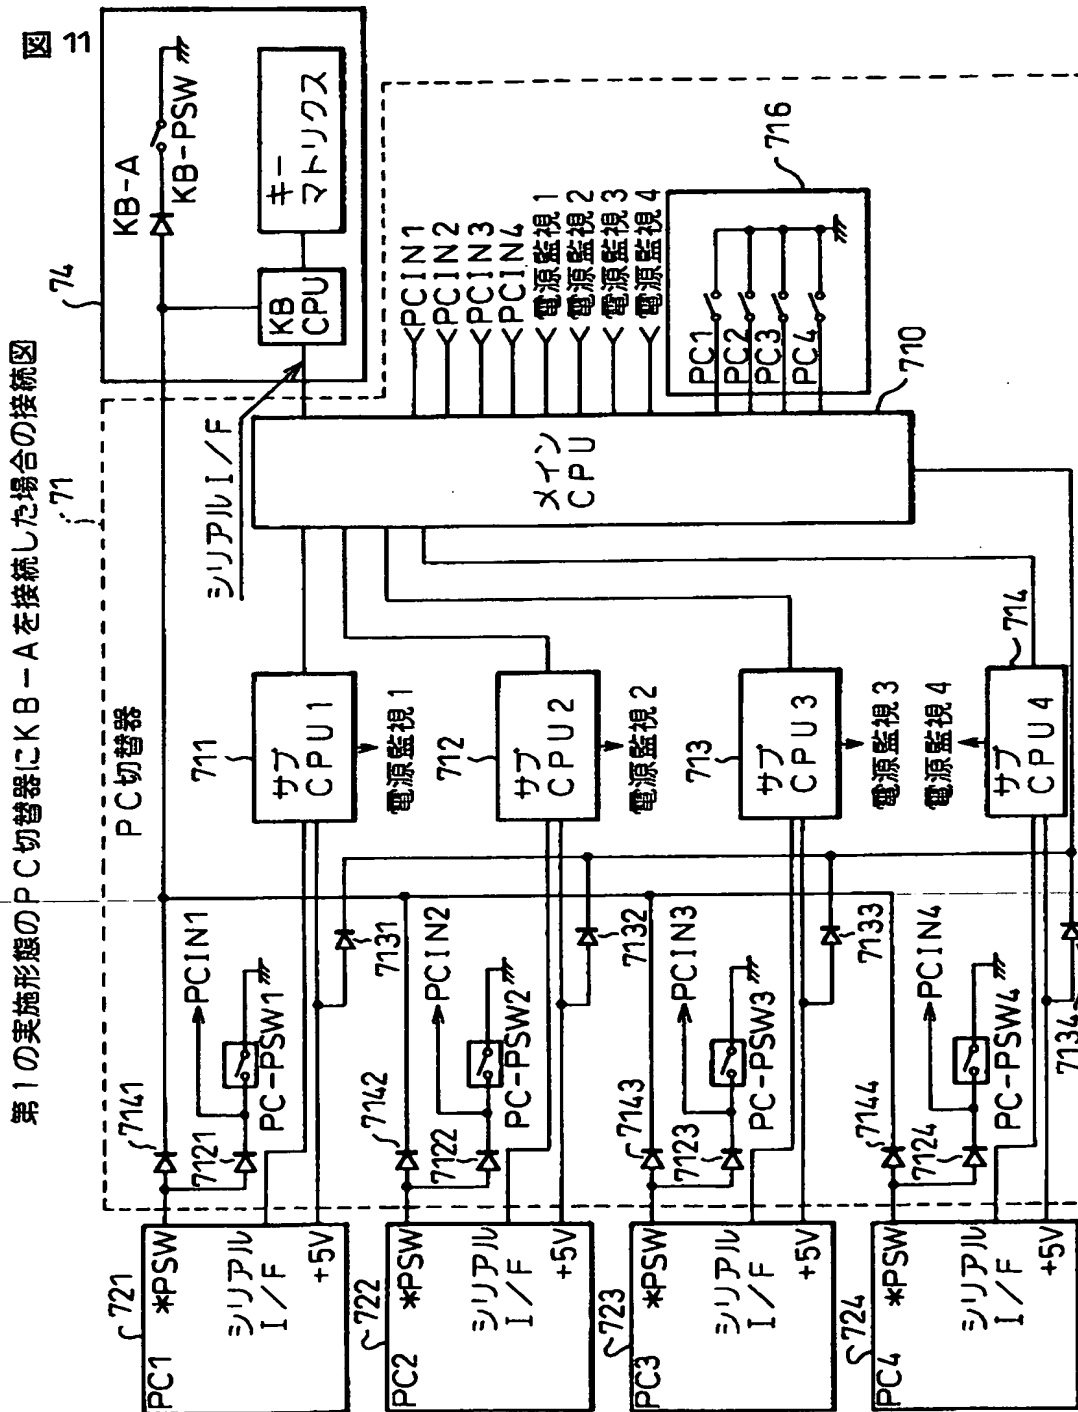 図 11
第1の実施形態のPC切替器にKB-Aを接続した場合の接続図
71
PC切替器
74
KB-A
KB-PSW
KB
CPU
キー
マトリクス
シリアルI/F
PCIN1
PCIN2
PCIN3
PCIN4
電源監視1
電源監視2
電源監視3
電源監視4
716
PC1
PC2
PC3
PC4
710
メイン
CPU
711
サブ
CPU1
電源監視1
712
サブ
CPU2
電源監視2
713
サブ
CPU3
電源監視3
714
サブ
CPU4
電源監視4
7131
7132
7133
7134
7141
7121
PCIN1
PC-PSW1
7142
7122
PCIN2
PC-PSW2
7143
7123
PCIN3
PC-PSW3
7144
7124
PCIN4
PC-PSW4
721
PC1
*PSW
シリアル
I/F
+5V
722
PC2
*PSW
シリアル
I/F
+5V
723
PC3
*PSW
シリアル
I/F
+5V
724
PC4
*PSW
シリアル
I/F
+5V